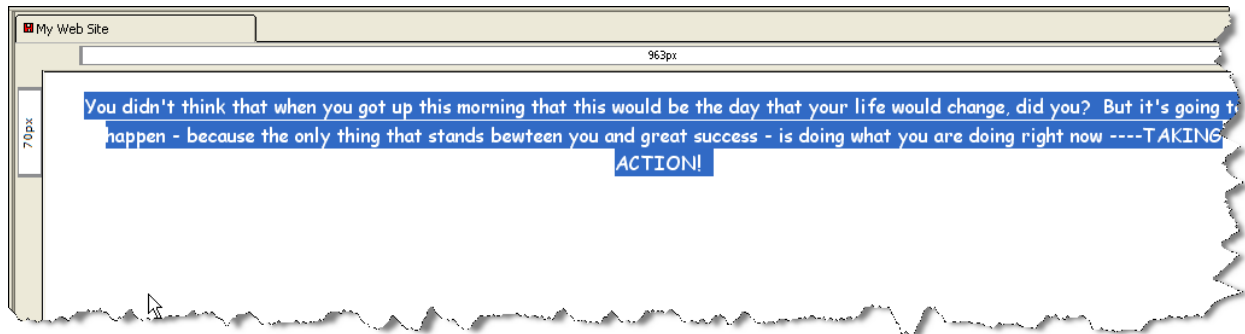 My Web Site
963px
70px
You didn't think that when you got up this morning that this would be the day that your life would change, did you?  But it's going to
happen - because the only thing that stands bewteen you and great success - is doing what you are doing right now ----TAKING
ACTION!